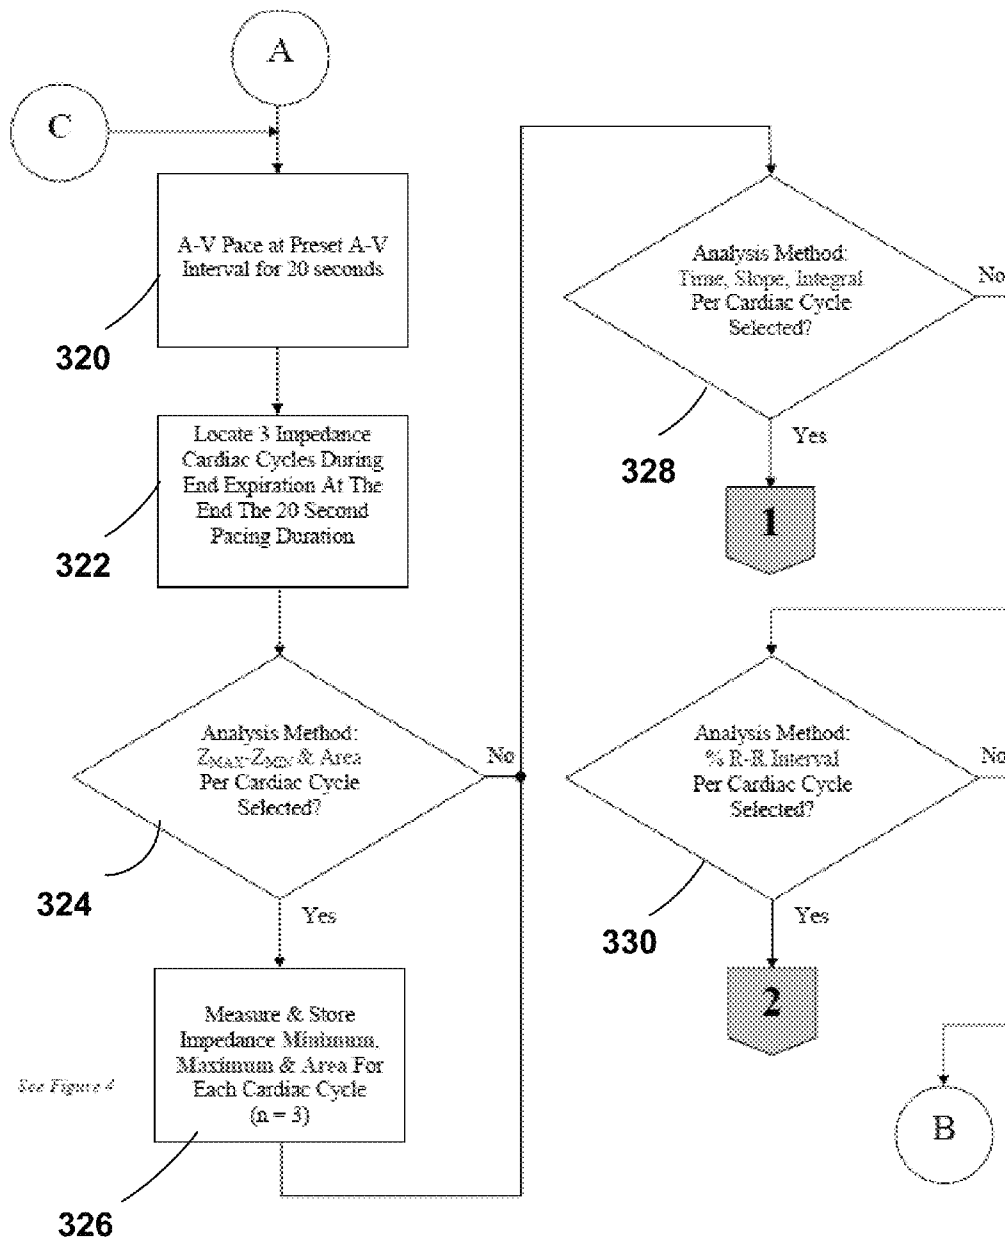 A
C
A-V Pace at Preset A-V
Interval for 20 seconds
320
Locate 3 Impedance
Cardiac Cycles During
End Expiration At The
End The 20 Second
Pacing Duration
322
Analysis Method:
ZMAX-ZMIN & Area
Per Cardiac Cycle
Selected?
No
324
Yes
Measure & Store
Impedance Minimum,
Maximum & Area For
Each Cardiac Cycle
(n = 3)
See Figure 4
326
Analysis Method:
Time, Slope, Integral
Per Cardiac Cycle
Selected?
No
328
Yes
1
Analysis Method:
% R-R Interval
Per Cardiac Cycle
Selected?
No
330
Yes
2
B